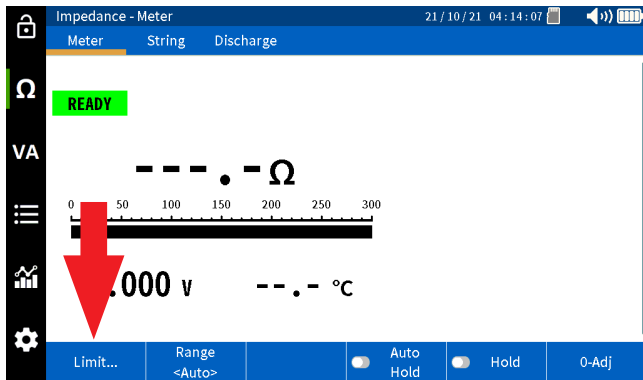 Impedance - Meter 21/10/21 04:14:07
Meter String Discharge
Ω
READY
VA
---.-Ω
0 50 100 150 200 250 300
.000 V --.- °C
Limit... Range <Auto> Auto Hold Hold 0-Adj